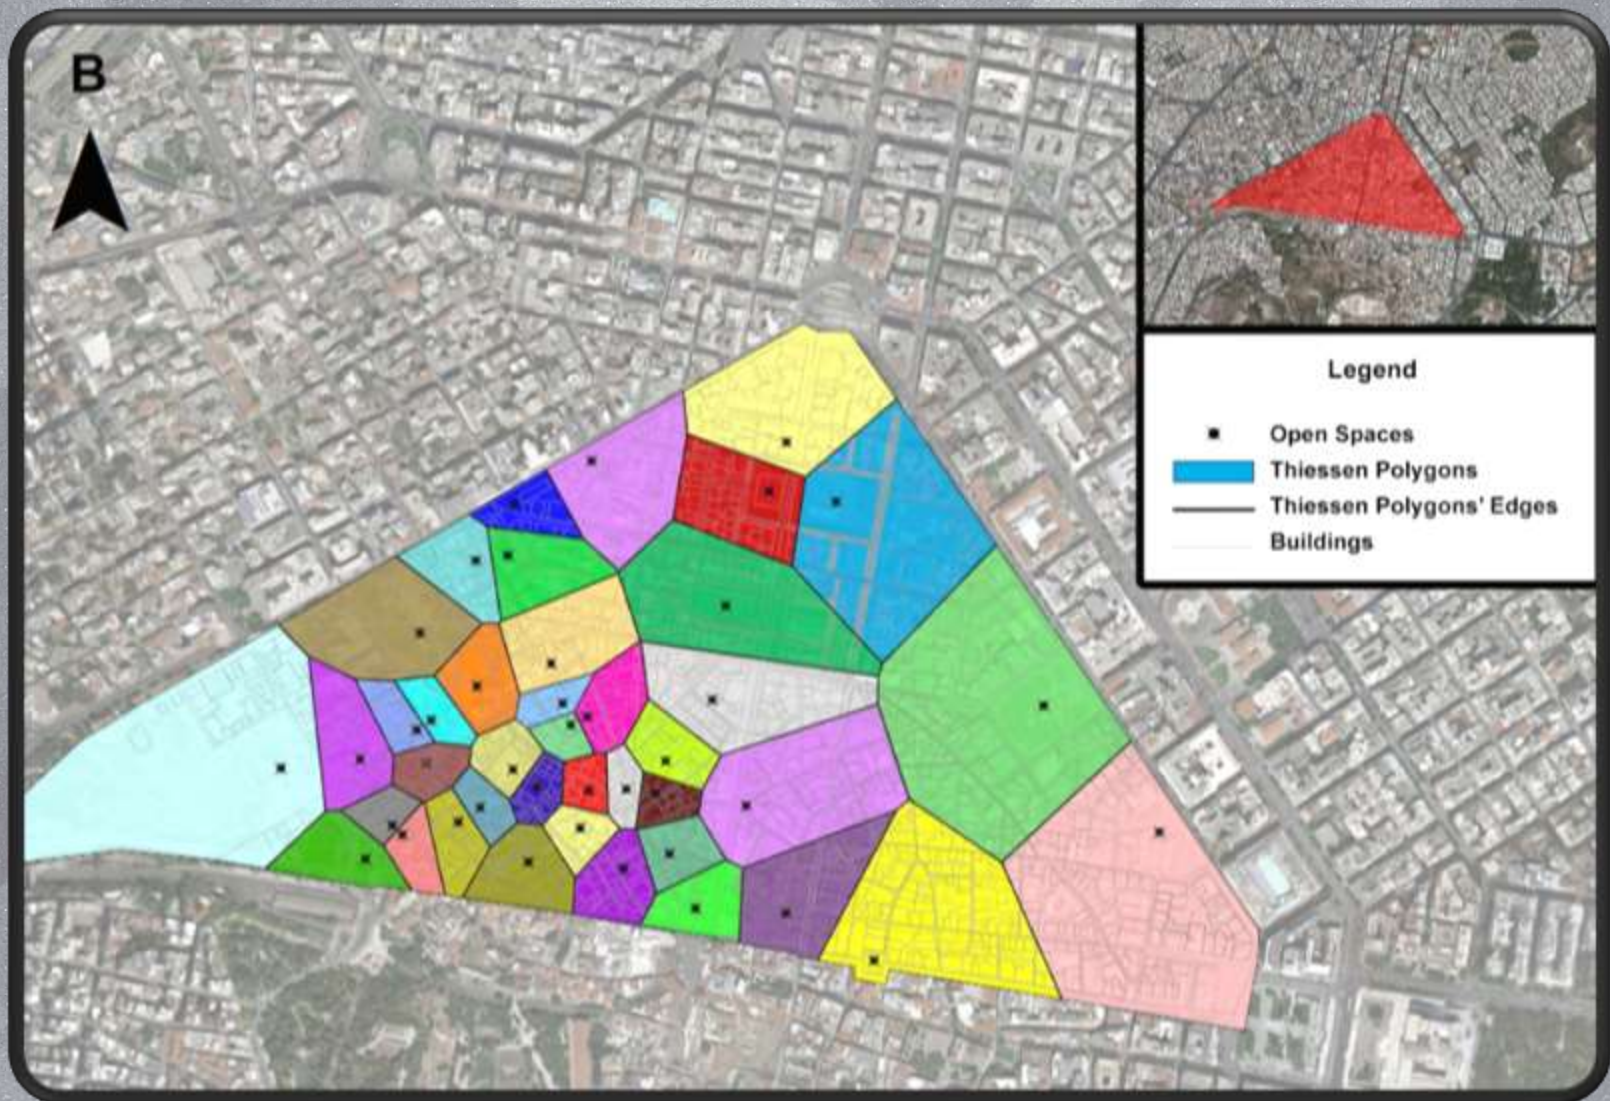 B
Legend
Open Spaces
Thiessen Polygons
Thiessen Polygons' Edges
Buildings